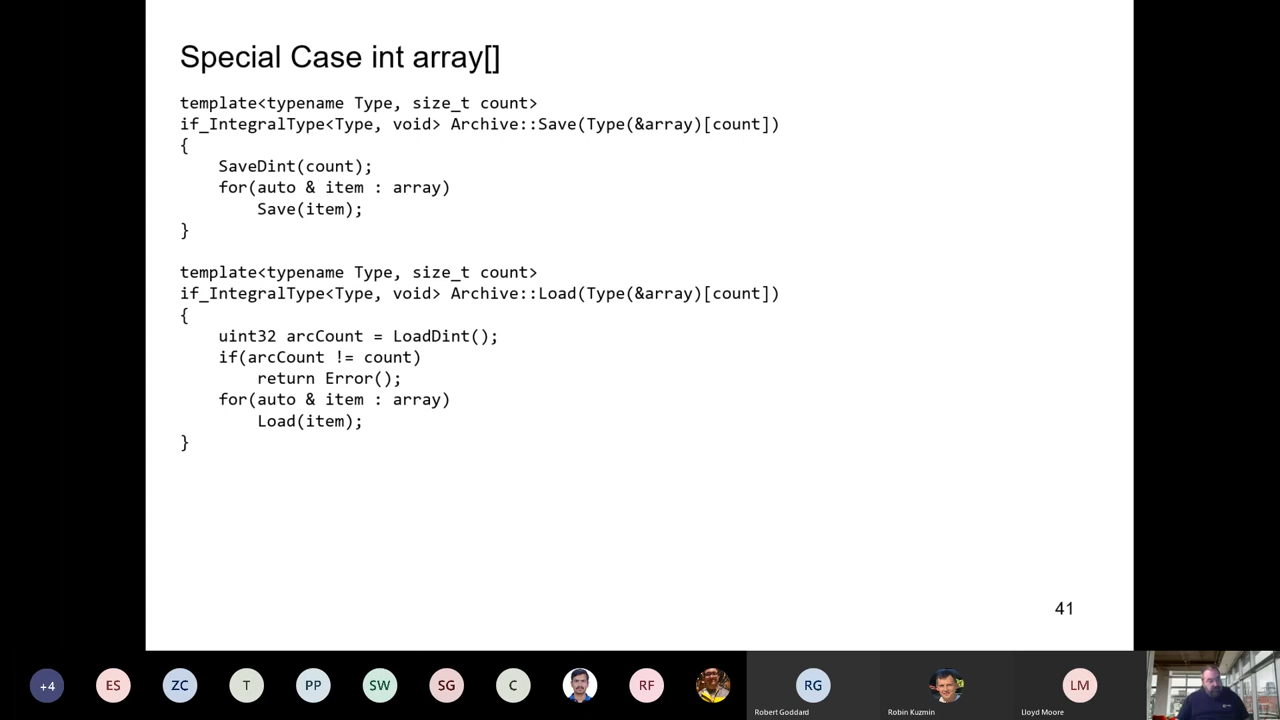 Special Case int array[]
template<typename Type, size_t count>
if_IntegralType<Type, void> Archive::Save(Type(&array)[count])
{
    SaveDint(count);
    for(auto & item : array)
        Save(item);
}
template<typename Type, size_t count>
if_IntegralType<Type, void> Archive::Load(Type(&array)[count])
{
    uint32 arcCount = LoadDint();
    if(arcCount != count)
        return Error();
    for(auto & item : array)
        Load(item);
}
41
+4 ES ZC T PP SW SG C RF RG LM
Robert Goddard Robin Kuzmin Lloyd Moore